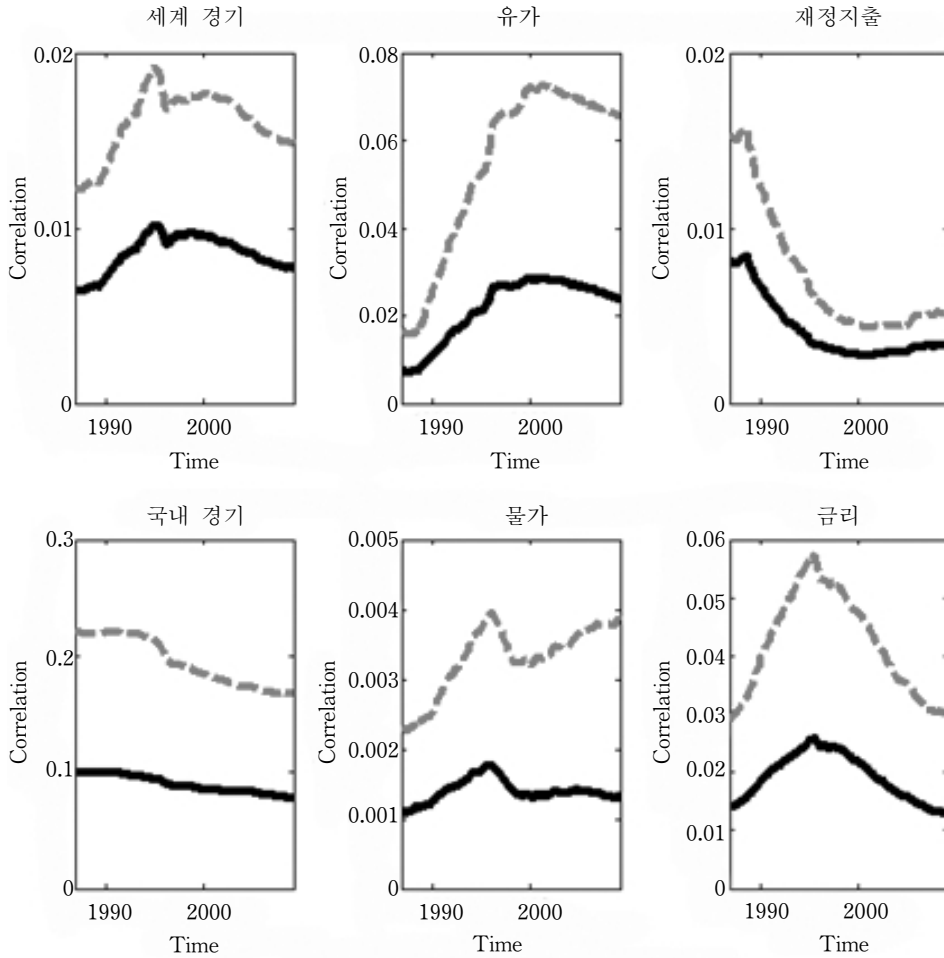 세계 경기
0.02
0.01
0
Correlation
1990 2000
Time
유가
0.08
0.06
0.04
0.02
0
Correlation
1990 2000
Time
재정지출
0.02
0.01
0
Correlation
1990 2000
Time
국내 경기
0.3
0.2
0.1
0
Correlation
1990 2000
Time
물가
0.005
0.004
0.003
0.002
0.001
0
Correlation
1990 2000
Time
금리
0.06
0.05
0.04
0.03
0.02
0.01
0
Correlation
1990 2000
Time